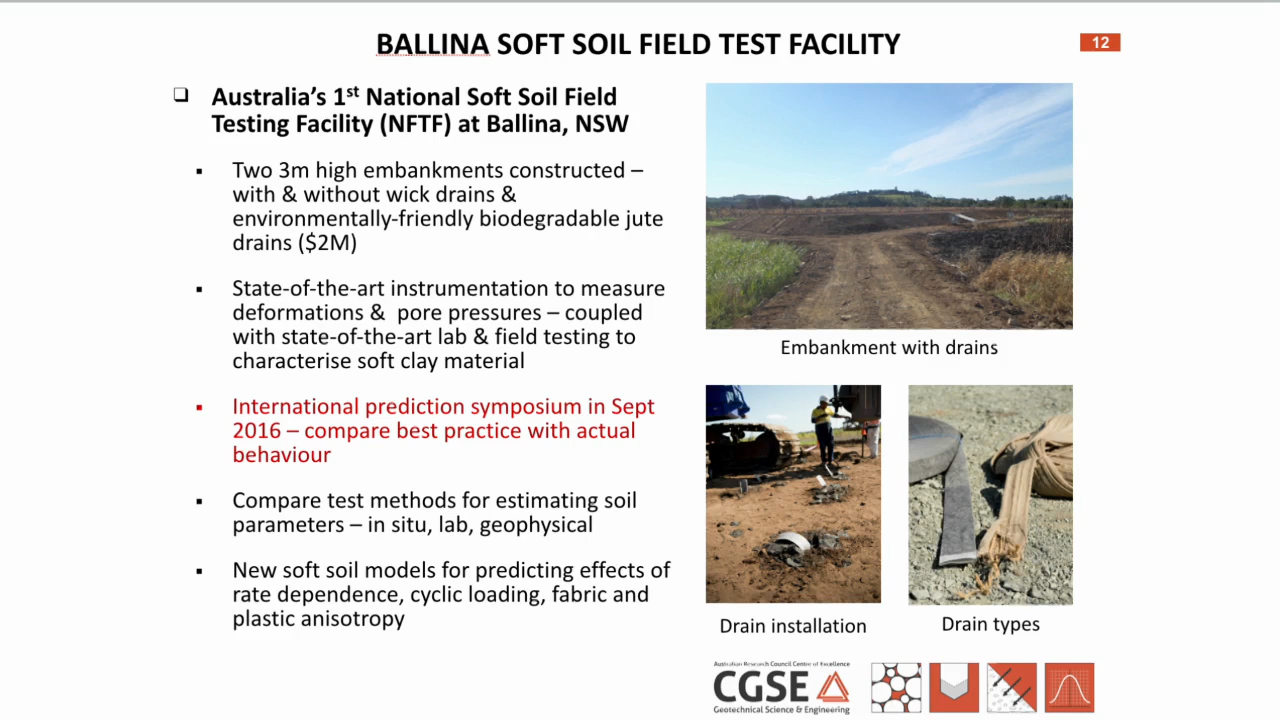 BALLINA SOFT SOIL FIELD TEST FACILITY
12
❑ Australia's 1st National Soft Soil Field
Testing Facility (NFTF) at Ballina, NSW
▪ Two 3m high embankments constructed –
with & without wick drains &
environmentally-friendly biodegradable jute
drains ($2M)
▪ State-of-the-art instrumentation to measure
deformations & pore pressures – coupled
with state-of-the-art lab & field testing to
characterise soft clay material
▪ International prediction symposium in Sept
2016 – compare best practice with actual
behaviour
▪ Compare test methods for estimating soil
parameters – in situ, lab, geophysical
▪ New soft soil models for predicting effects of
rate dependence, cyclic loading, fabric and
plastic anisotropy
Embankment with drains
Drain installation
Drain types
Australian Research Council Centre of Excellence
CGSE
Geotechnical Science & Engineering